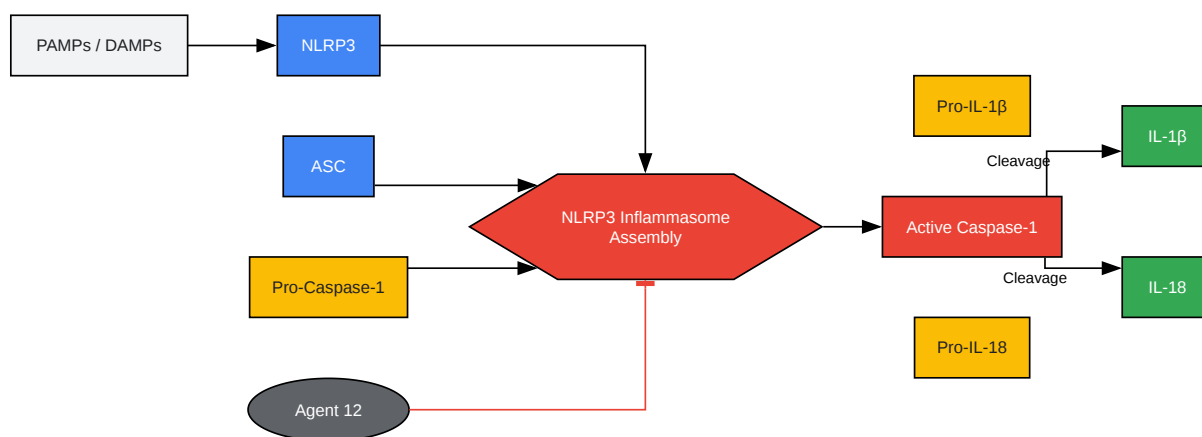 PAMPs / DAMPs
NLRP3
ASC
Pro-Caspase-1
Agent 12
NLRP3 Inflammasome
Assembly
Pro-IL-1β
Cleavage
IL-1β
Active Caspase-1
Cleavage
IL-18
Pro-IL-18